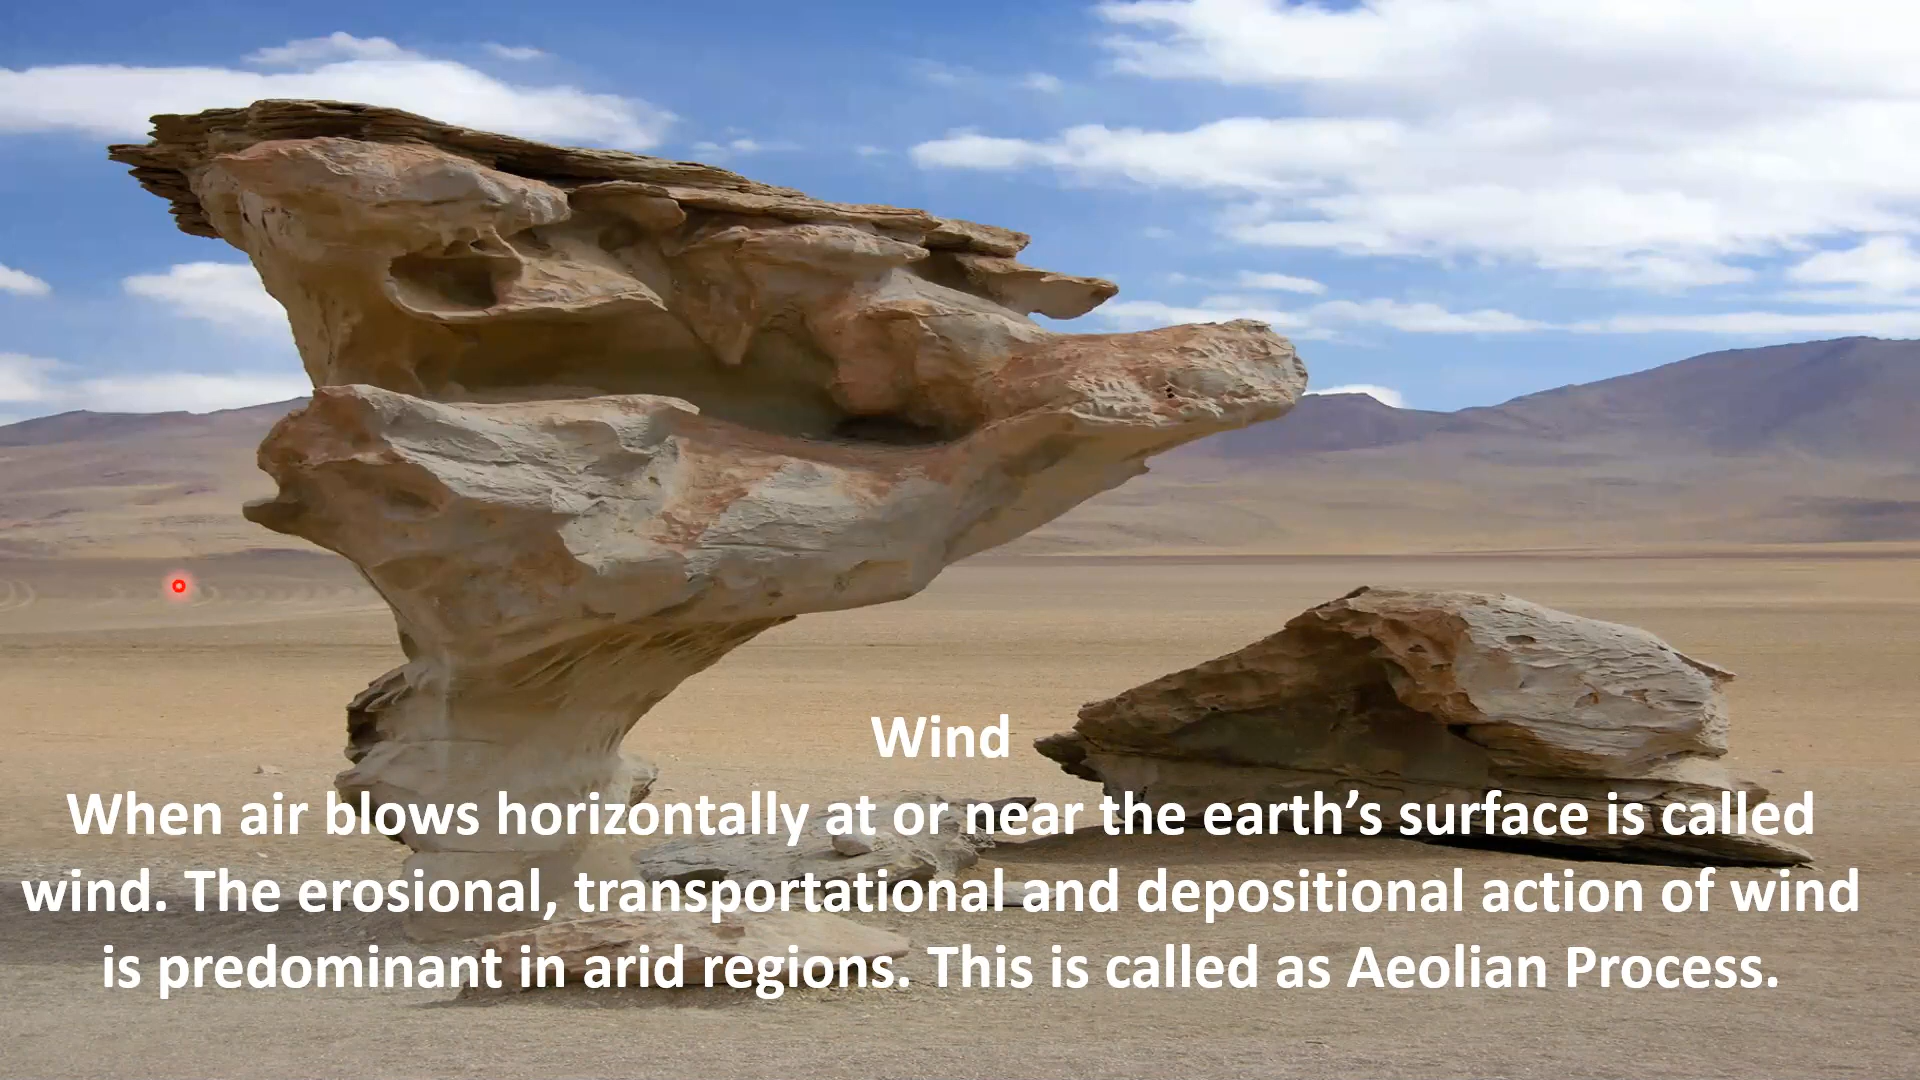 Wind
When air blows horizontally at or near the earth’s surface is called
wind. The erosional, transportational and depositional action of wind
is predominant in arid regions. This is called as Aeolian Process.